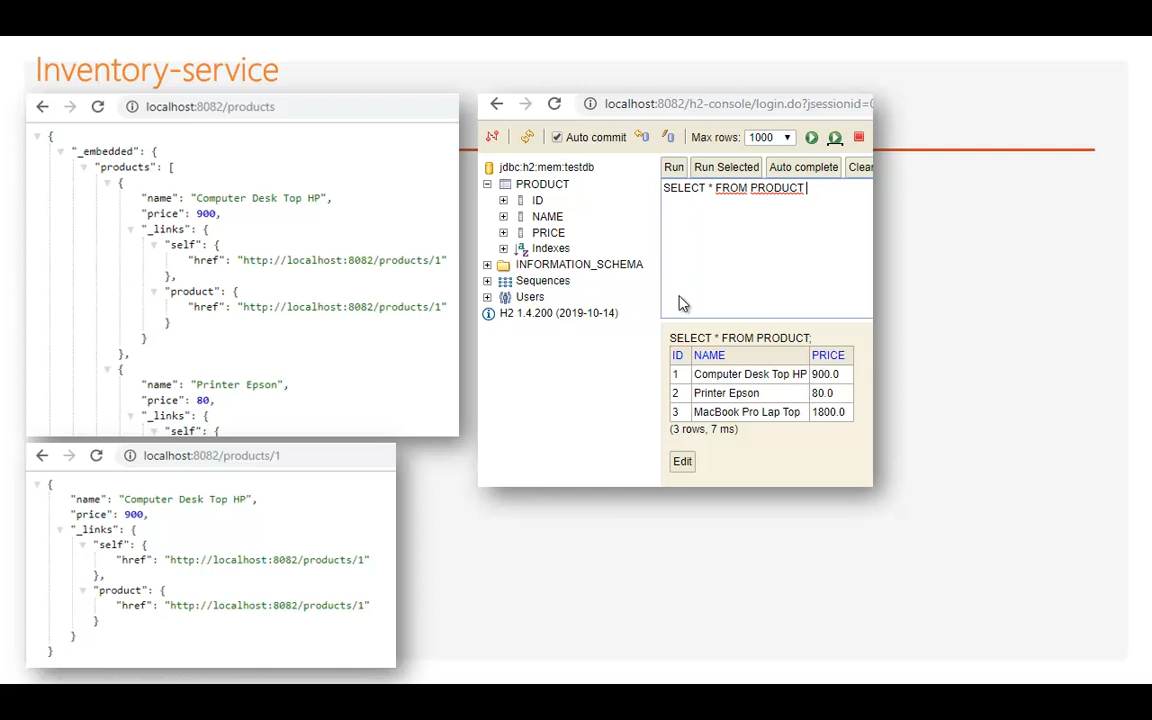 Inventory-service
localhost:8082/products
{
"_embedded": {
"products": [
{
"name": "Computer Desk Top HP",
"price": 900,
"_links": {
"self": {
"href": "http://localhost:8082/products/1"
},
"product": {
"href": "http://localhost:8082/products/1"
}
}
},
{
"name": "Printer Epson",
"price": 80,
"_links": {
"self": {
localhost:8082/products/1
{
"name": "Computer Desk Top HP",
"price": 900,
"_links": {
"self": {
"href": "http://localhost:8082/products/1"
},
"product": {
"href": "http://localhost:8082/products/1"
}
}
}
localhost:8082/h2-console/login.do?jsessionid=
Auto commit Max rows: 1000
jdbc:h2:mem:testdb
PRODUCT
ID
NAME
PRICE
Indexes
INFORMATION_SCHEMA
Sequences
Users
H2 1.4.200 (2019-10-14)
Run Run Selected Auto complete Clear
SELECT * FROM PRODUCT
SELECT * FROM PRODUCT;
ID NAME PRICE
1 Computer Desk Top HP 900.0
2 Printer Epson 80.0
3 MacBook Pro Lap Top 1800.0
(3 rows, 7 ms)
Edit